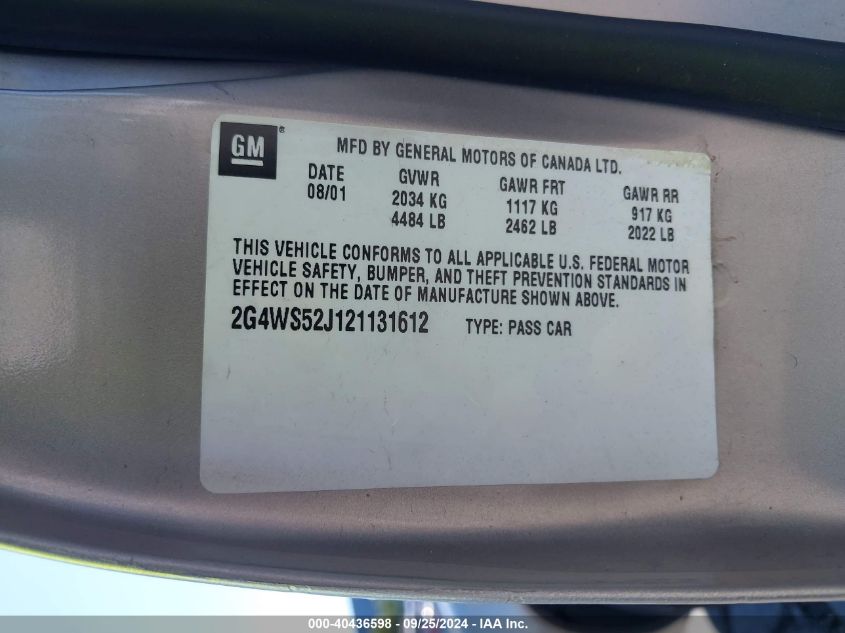 GM ®
MFD BY GENERAL MOTORS OF CANADA LTD.
DATE GVWR GAWR FRT GAWR RR
08/01 2034 KG 1117 KG 917 KG
4484 LB 2462 LB 2022 LB
THIS VEHICLE CONFORMS TO ALL APPLICABLE U.S. FEDERAL MOTOR
VEHICLE SAFETY, BUMPER, AND THEFT PREVENTION STANDARDS IN
EFFECT ON THE DATE OF MANUFACTURE SHOWN ABOVE.
2G4WS52J121131612 TYPE: PASS CAR
000-40436598 - 09/25/2024 - IAA Inc.